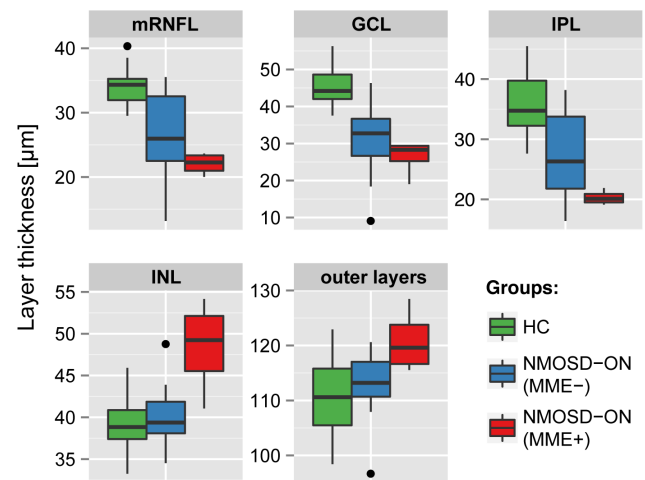 mRNFL
GCL
IPL
40
30
20
50
40
30
20
10
40
30
20
Layer thickness [µm]
INL
outer layers
55
50
45
40
35
130
120
110
100
Groups:
HC
NMOSD−ON
(MME−)
NMOSD−ON
(MME+)